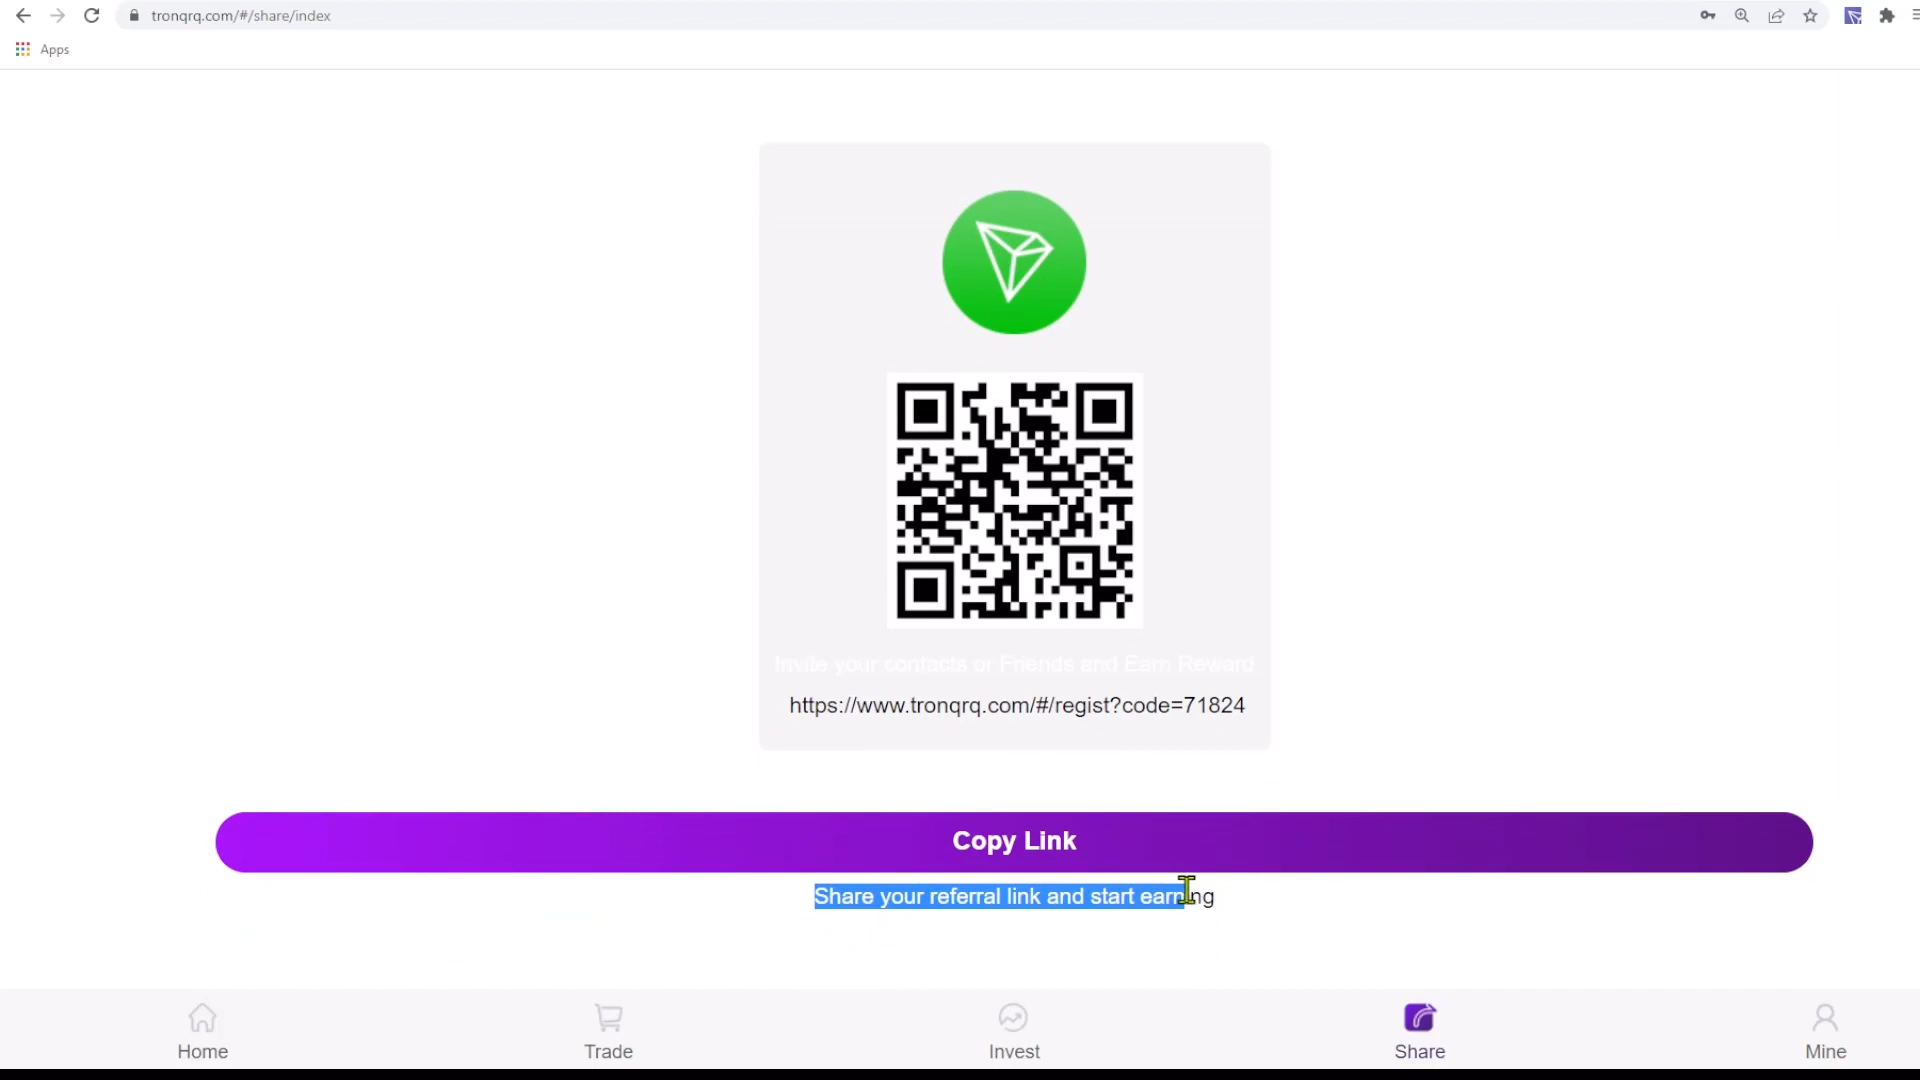 tronqrq.com/#/share/index
Apps
Invite your contacts or Friends and Earn Reward
https://www.tronqrq.com/#/regist?code=71824
Copy Link
Share your referral link and start earning
Home
Trade
Invest
Share
Mine